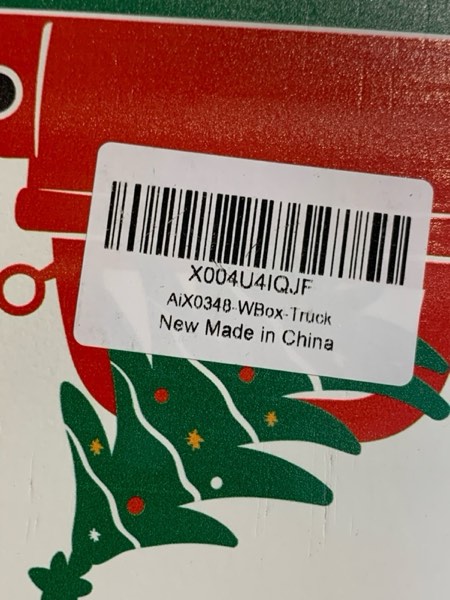 X004U4IQJF
AiX0348-WBox-Truck
New Made in China